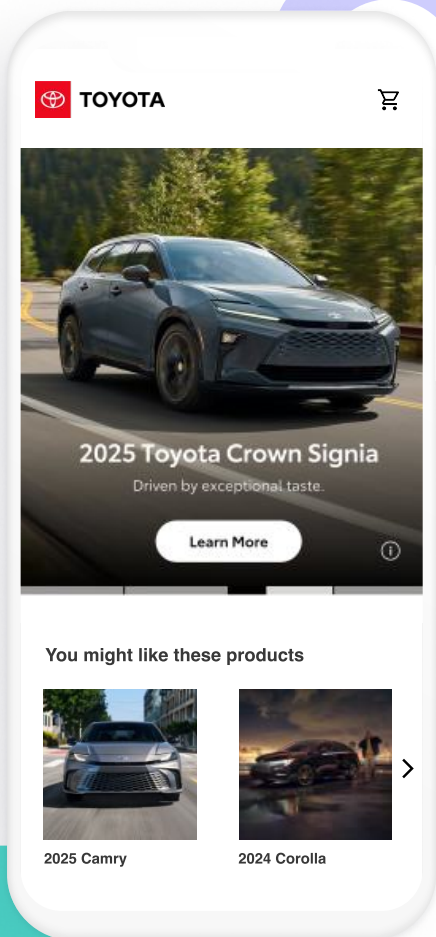 TOYOTA
2025 Toyota Crown Signia
Driven by exceptional taste.
Learn More
You might like these products
2025 Camry
2024 Corolla